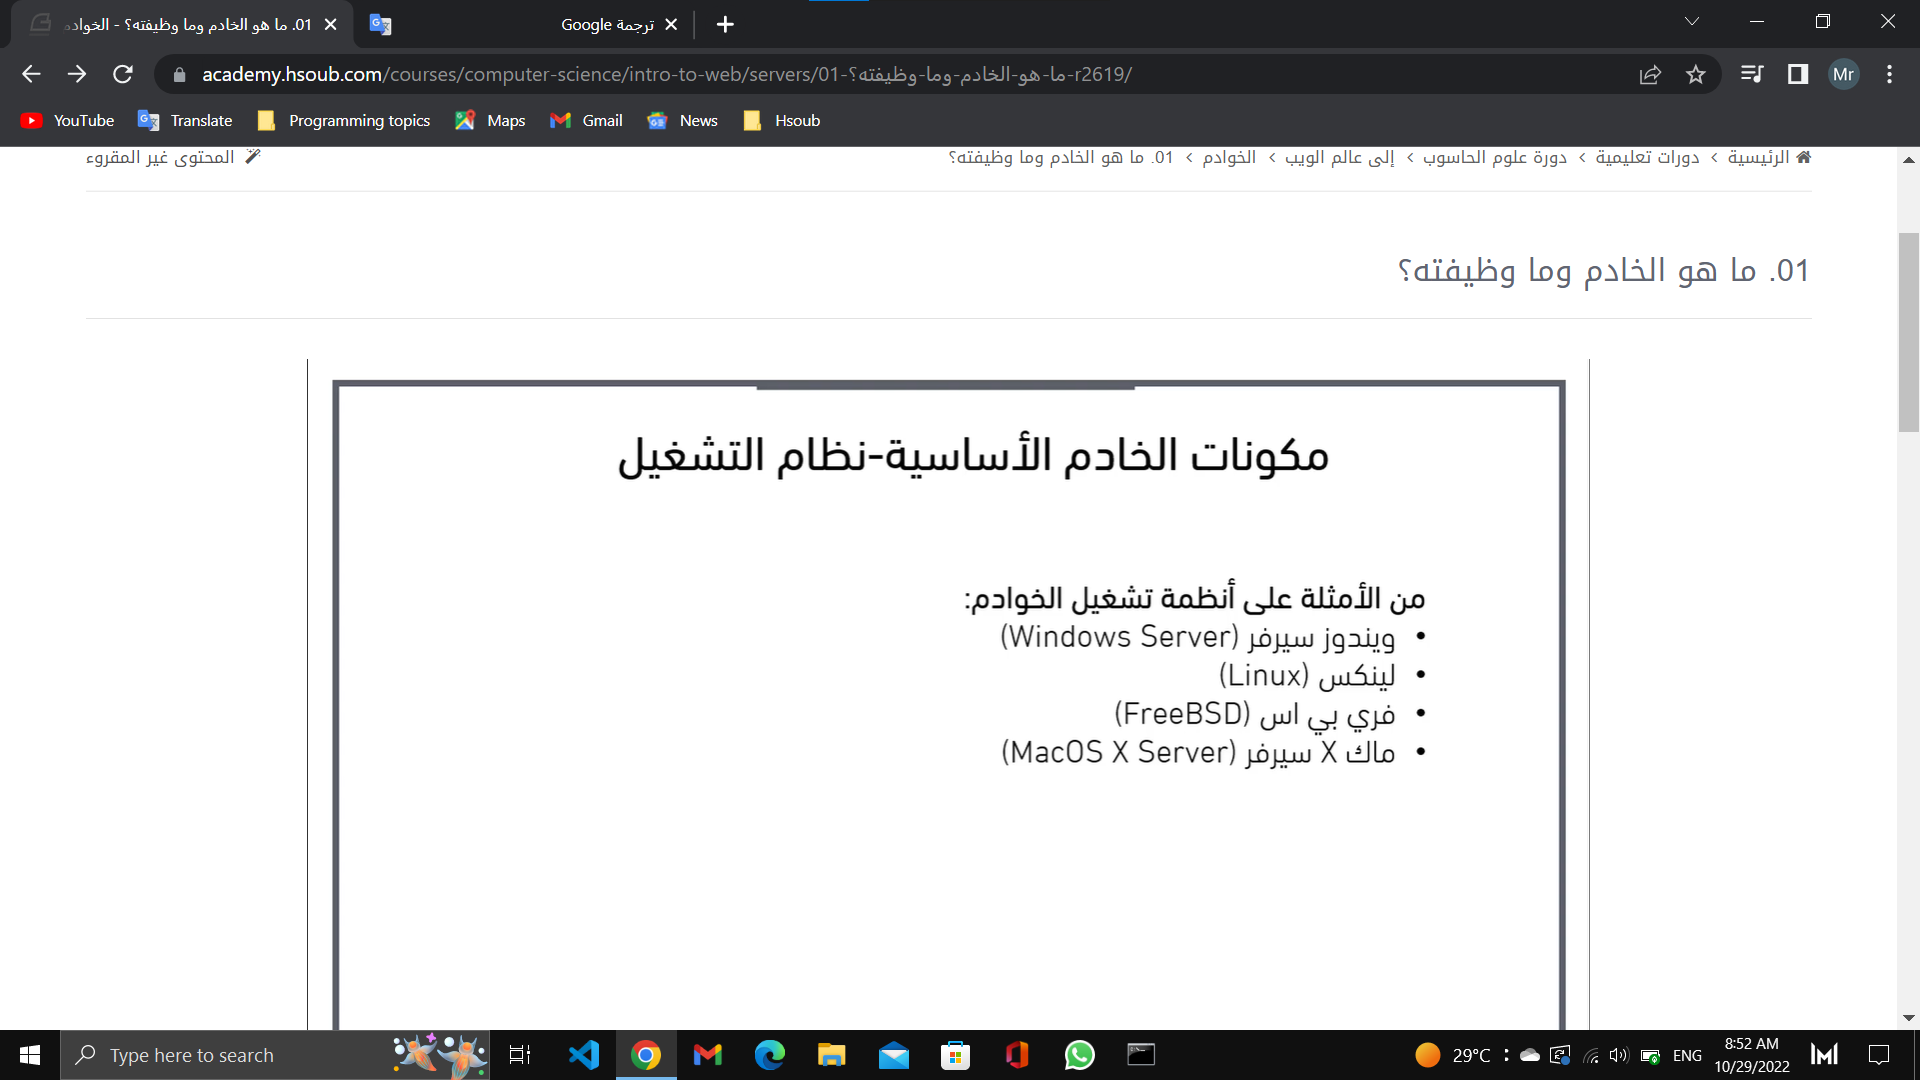 01. ما هو الخادم وما وظيفته؟ - الخوادم
ترجمة Google
academy.hsoub.com/courses/computer-science/intro-to-web/servers/01-ما-هو-الخادم-وما-وظيفته؟-r2619/
Mr
YouTube
Translate
Programming topics
Maps
Gmail
News
Hsoub
الرئيسية › دورات تعليمية › دورة علوم الحاسوب › إلى عالم الويب › الخوادم › 01. ما هو الخادم وما وظيفته؟
المحتوى غير المقروء
01. ما هو الخادم وما وظيفته؟
مكونات الخادم الأساسية-نظام التشغيل
من الأمثلة على أنظمة تشغيل الخوادم:
• ويندوز سيرفر (Windows Server)
• لينكس (Linux)
• فري بي اس (FreeBSD)
• ماك X سيرفر (MacOS X Server)
Type here to search
29°C
ENG
8:52 AM
10/29/2022